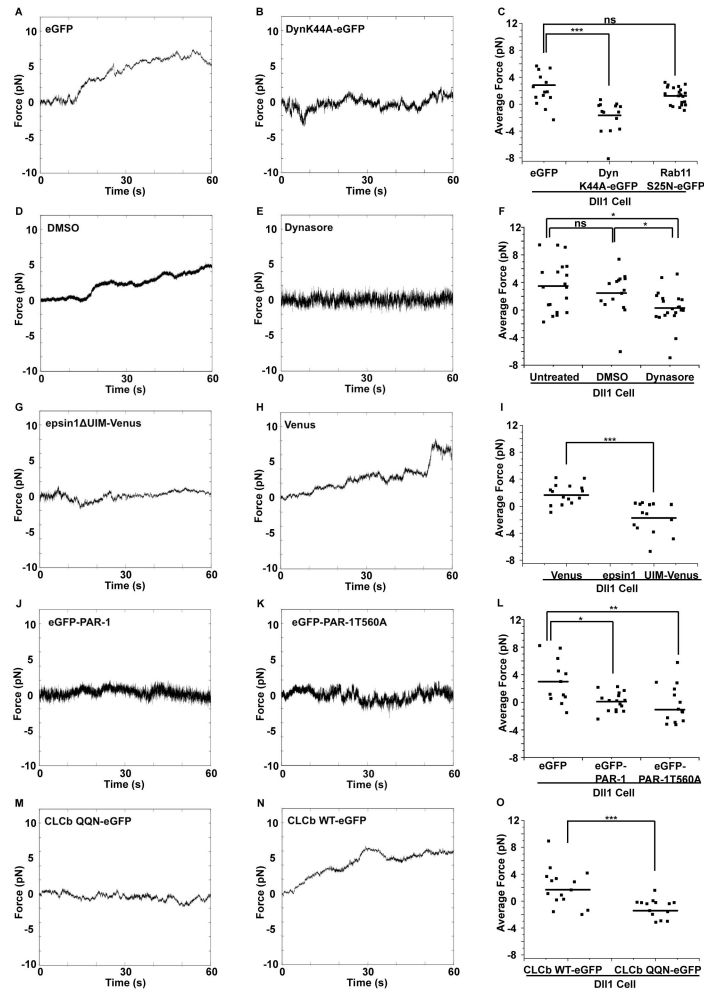 A
eGFP
Force (pN)
10
5
0
-5
-10
0
30
60
Time (s)
B
DynK44A-eGFP
Force (pN)
10
5
0
-5
-10
0
30
60
Time (s)
C
ns
***
Average Force (pN)
12
8
4
0
-4
-8
eGFP
Dyn
K44A-eGFP
Rab11
S25N-eGFP
Dll1 Cell
D
DMSO
Force (pN)
10
5
0
-5
-10
0
30
60
Time (s)
E
Dynasore
Force (pN)
10
5
0
-5
-10
0
30
60
Time (s)
F
*
ns
*
Average Force (pN)
12
8
4
0
-4
-8
Untreated
DMSO
Dynasore
Dll1 Cell
G
epsin1ΔUIM-Venus
Force (pN)
10
5
0
-5
-10
0
30
60
Time (s)
H
Venus
Force (pN)
10
5
0
-5
-10
0
30
60
Time (s)
I
***
Average Force (pN)
12
8
4
0
-4
-8
Venus
epsin1
UIM-Venus
Dll1 Cell
J
eGFP-PAR-1
Force (pN)
10
5
0
-5
-10
0
30
60
Time (s)
K
eGFP-PAR-1T560A
Force (pN)
10
5
0
-5
-10
0
30
60
Time (s)
L
**
*
Average Force (pN)
12
8
4
0
-4
-8
eGFP
eGFP-
PAR-1
eGFP-
PAR-1T560A
Dll1 Cell
M
CLCb QQN-eGFP
Force (pN)
10
5
0
-5
-10
0
30
60
Time (s)
N
CLCb WT-eGFP
Force (pN)
10
5
0
-5
-10
0
30
60
Time (s)
O
***
Average Force (pN)
12
8
4
0
-4
-8
CLCb WT-eGFP
CLCb QQN-eGFP
Dll1 Cell